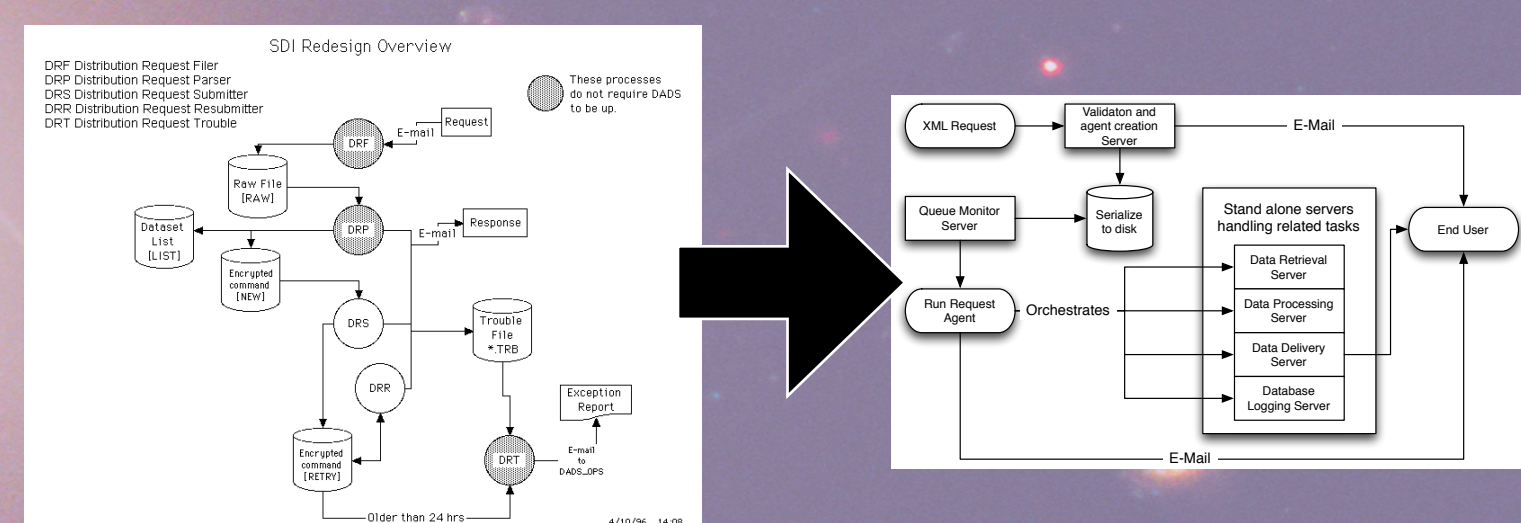 SDI Redesign Overview
DRF Distribution Request Filer
DRP Distribution Request Parser
DRS Distribution Request Submitter
DRR Distribution Request Resubmitter
DRT Distribution Request Trouble
These processes
do not require DADS
to be up.
Request
E-mail
DRF
Raw File
[RAW]
Dataset
List
[LIST]
DRP
Response
E-mail
Encrypted
command
[NEW]
DRS
Trouble
File
*.TRB
DRR
Exception
Report
Encrypted
command
[RETRY]
DRT
E-mail
to
DADS_OPS
Older than 24 hrs
4/10/96 14:08
XML Request
Validaton and
agent creation
Server
E-Mail
Queue Monitor
Server
Serialize
to disk
Stand alone servers
handling related tasks
End User
Data Retrieval
Server
Run Request
Agent
Orchestrates
Data Processing
Server
Data Delivery
Server
Database
Logging Server
E-Mail